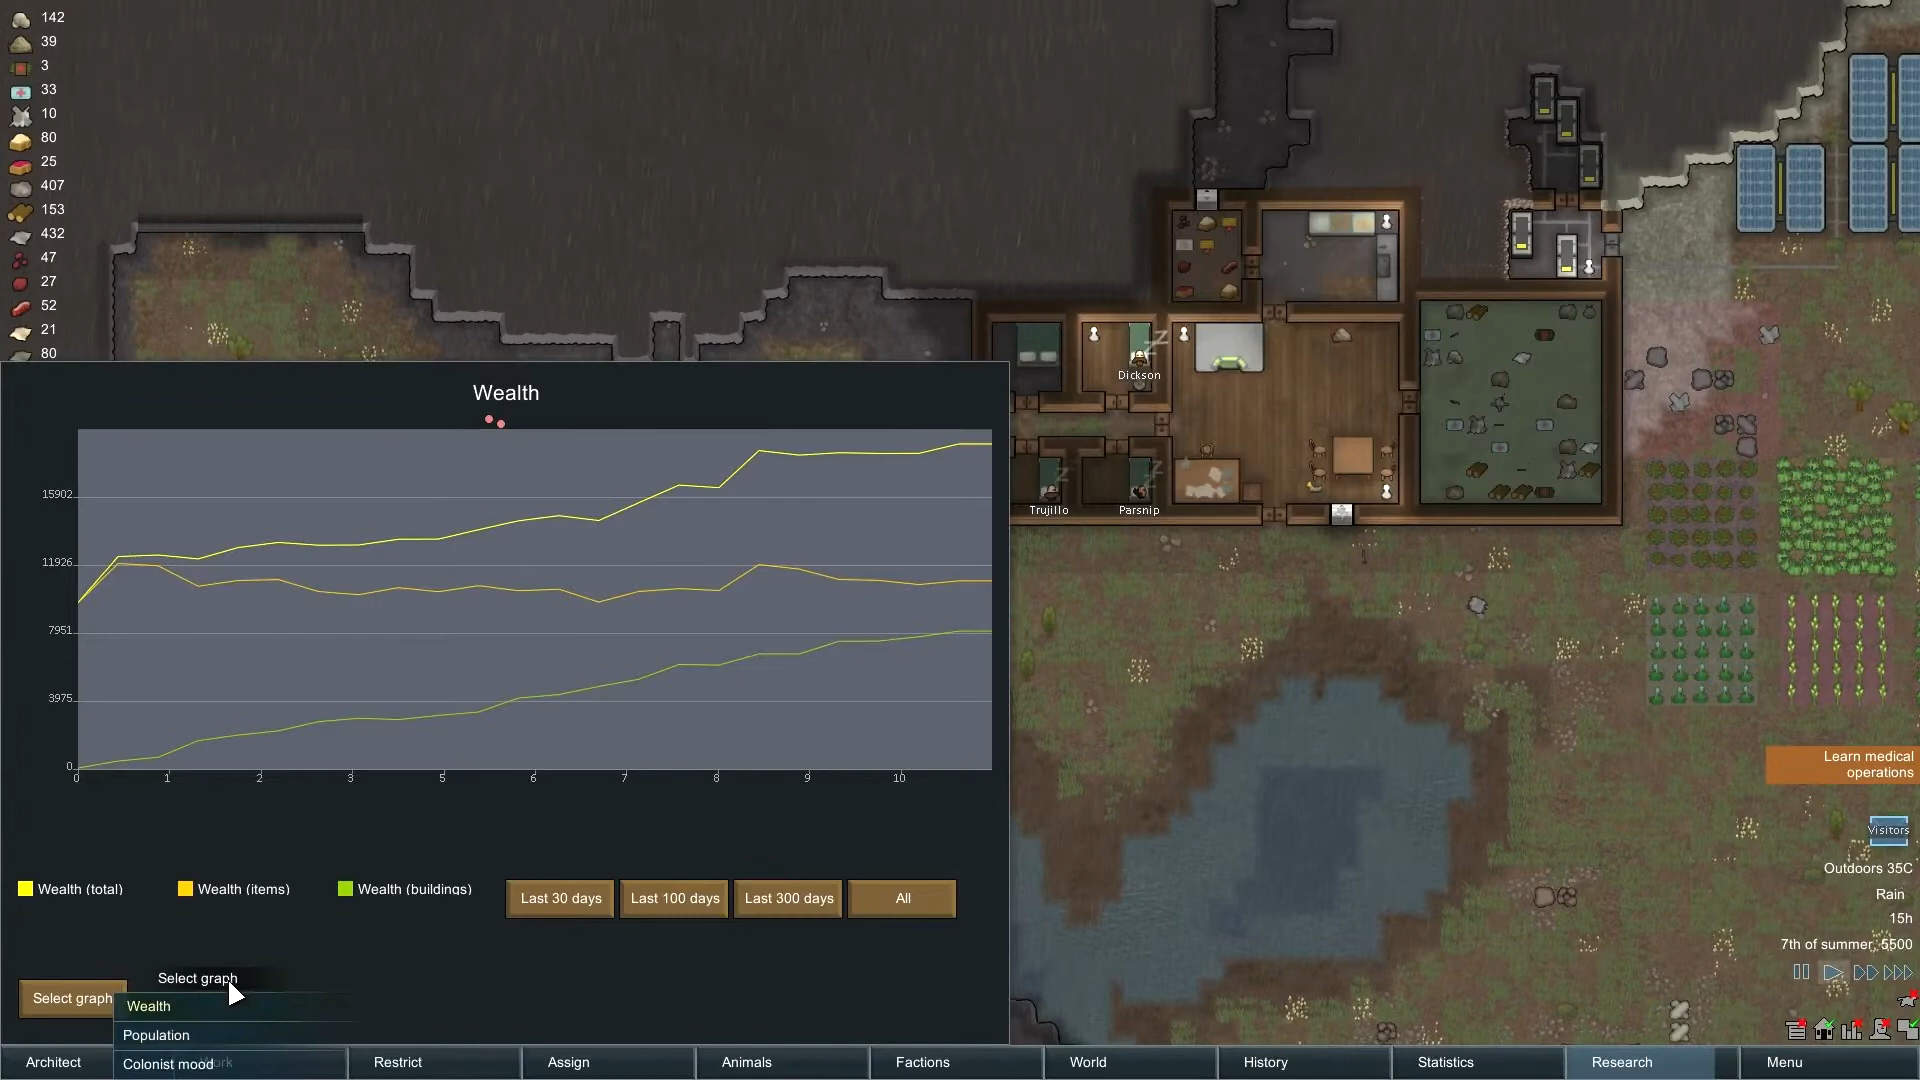 142
39
3
33
10
80
25
407
153
432
47
27
52
21
80
Wealth
15902
11926
7951
3975
0
0
1
2
3
5
6
7
8
9
10
Wealth (total)
Wealth (items)
Wealth (buildings)
Last 30 days
Last 100 days
Last 300 days
All
Select graph
Select graph
Wealth
Population
Colonist mood
Dickson
Trujillo
Parsnip
Learn medical
operations
Visitors
Outdoors 35C
Rain
15h
7th of summer, 5500
Architect
Restrict
Assign
Animals
Factions
World
History
Statistics
Research
Menu